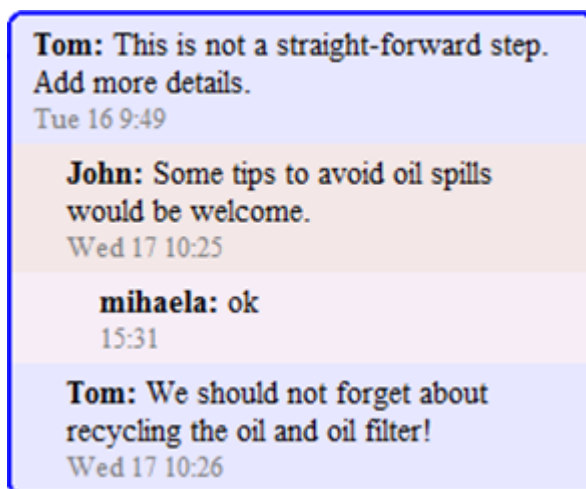 Tom: This is not a straight-forward step.
Add more details.
Tue 16 9:49
John: Some tips to avoid oil spills
would be welcome.
Wed 17 10:25
mihaela: ok
15:31
Tom: We should not forget about
recycling the oil and oil filter!
Wed 17 10:26